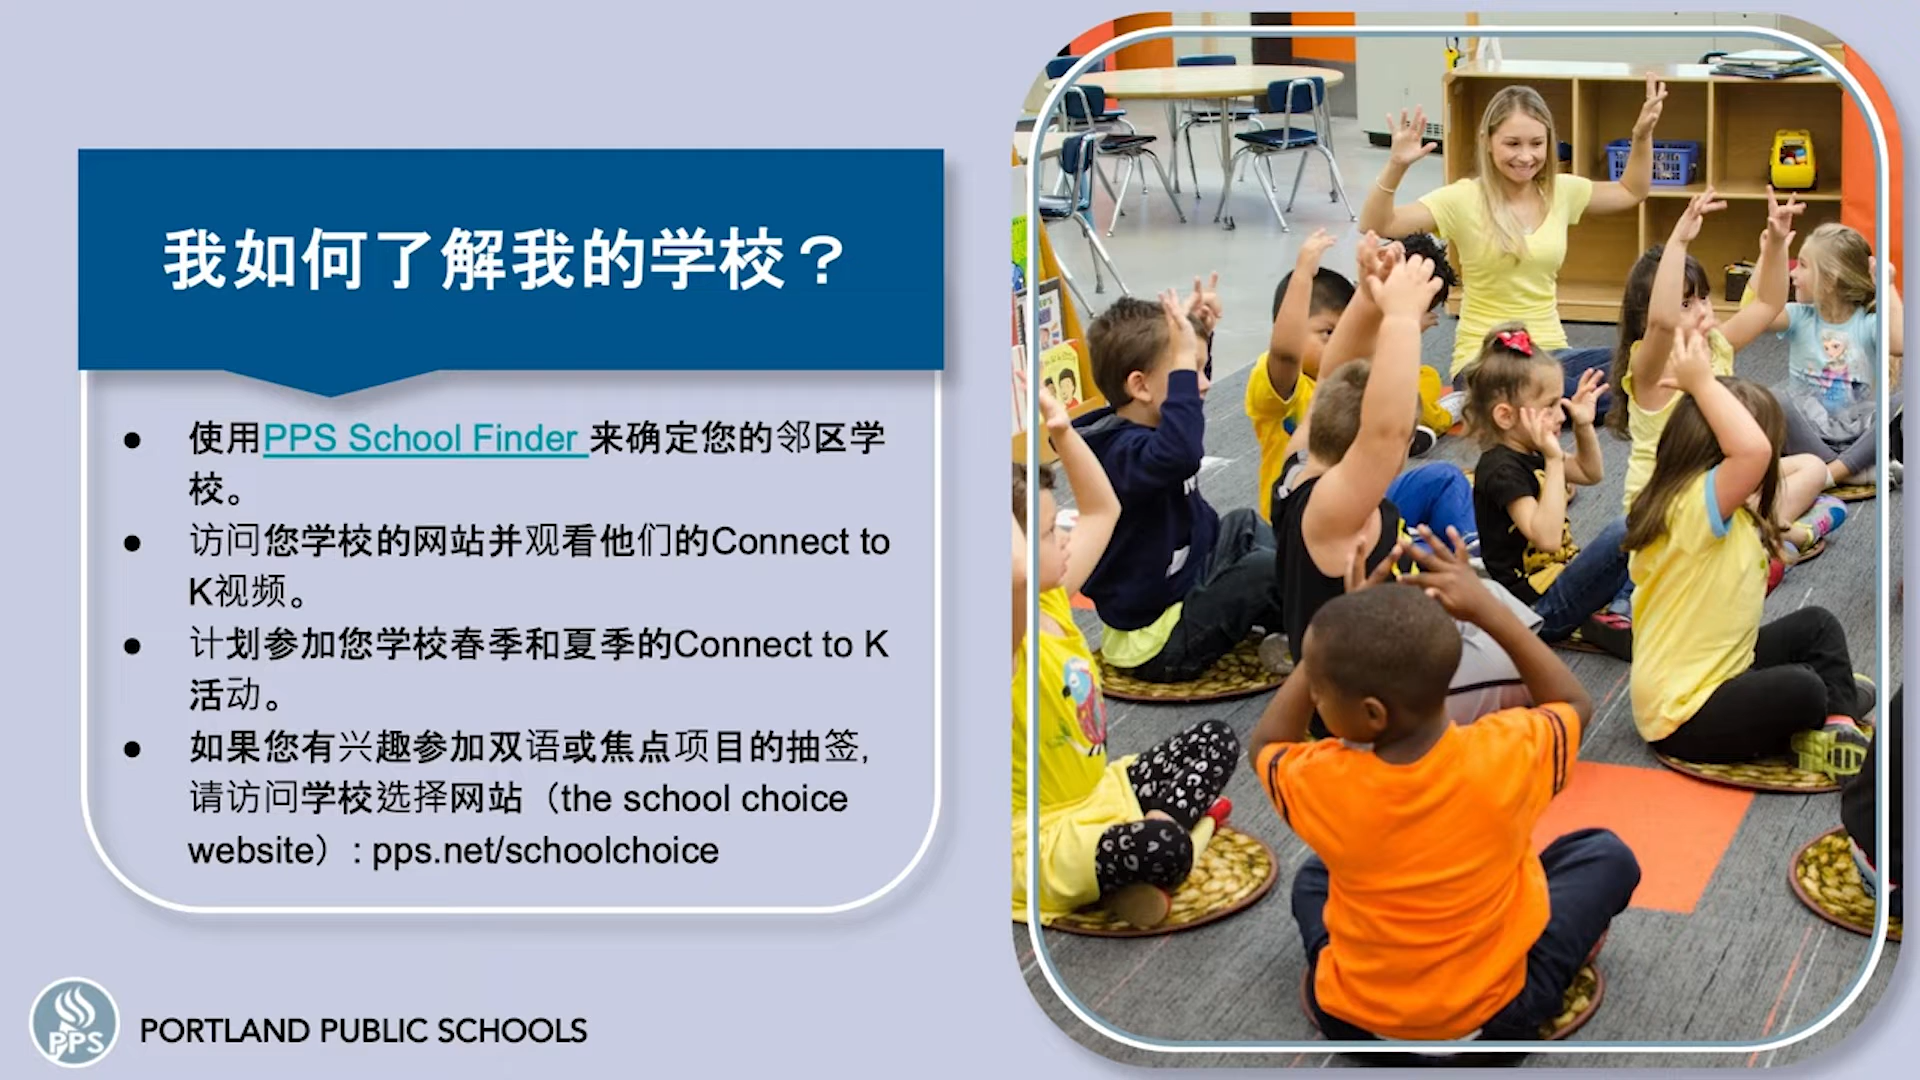 我如何了解我的学校？
● 使用PPS School Finder 来确定您的邻区学
校。
● 访问您学校的网站并观看他们的Connect to
K视频。
● 计划参加您学校春季和夏季的Connect to K
活动。
● 如果您有兴趣参加双语或焦点项目的抽签,
请访问学校选择网站（the school choice
website）: pps.net/schoolchoice
PPS
PORTLAND PUBLIC SCHOOLS